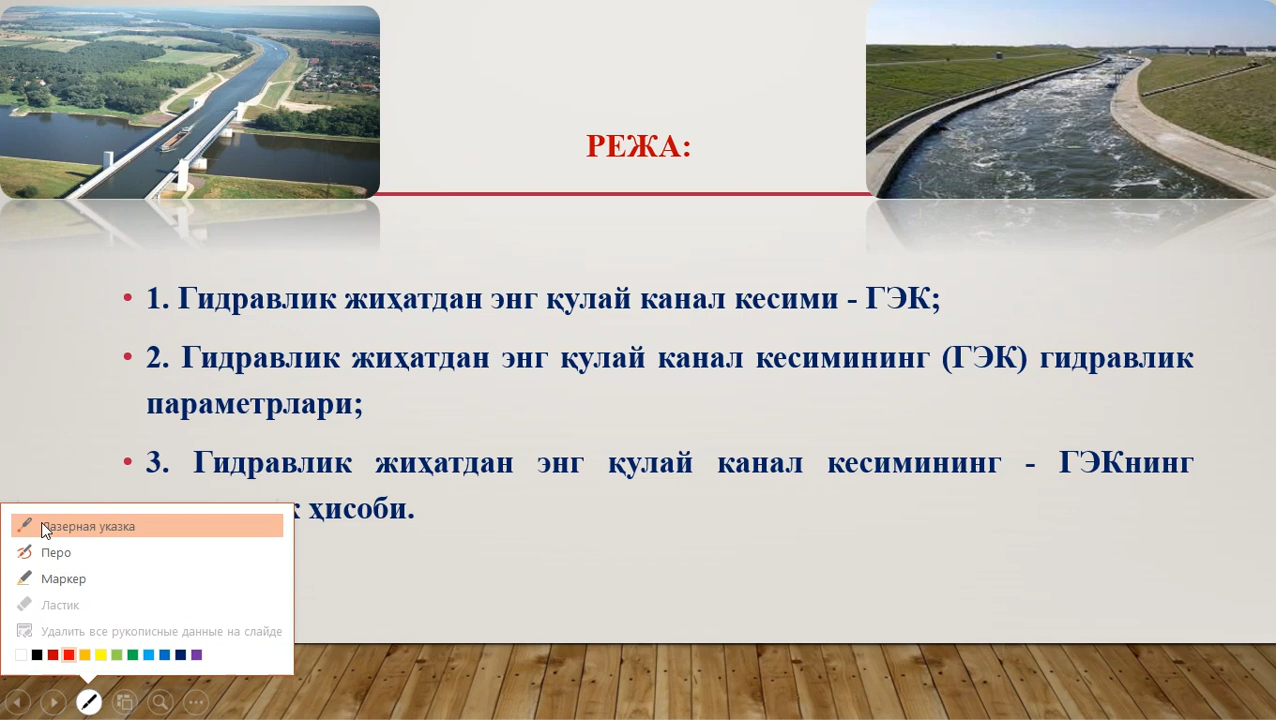 РЕЖА:
• 1. Гидравлик жиҳатдан энг қулай канал кесими - ГЭК;
• 2. Гидравлик жиҳатдан энг қулай канал кесимининг (ГЭК) гидравлик
параметрлари;
• 3. Гидравлик жиҳатдан энг қулай канал кесимининг - ГЭКнинг
ҳисоби.
указка
Перо
Маркер
Ластик
Удалить все рукописные данные на слайде